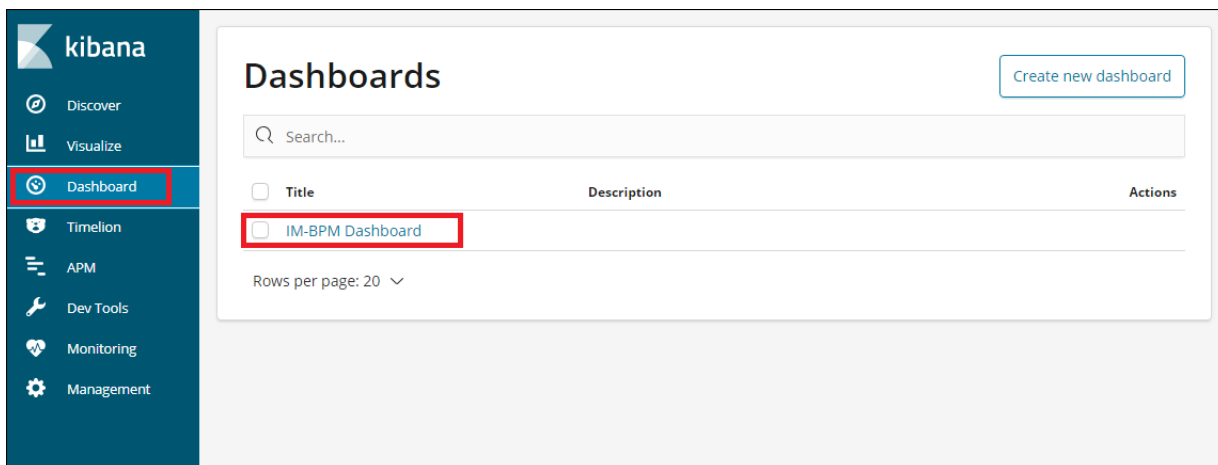 kibana
Discover
Visualize
Dashboard
Timelion
APM
Dev Tools
Monitoring
Management
Dashboards
Create new dashboard
Search...
Title Description Actions
IM-BPM Dashboard
Rows per page: 20